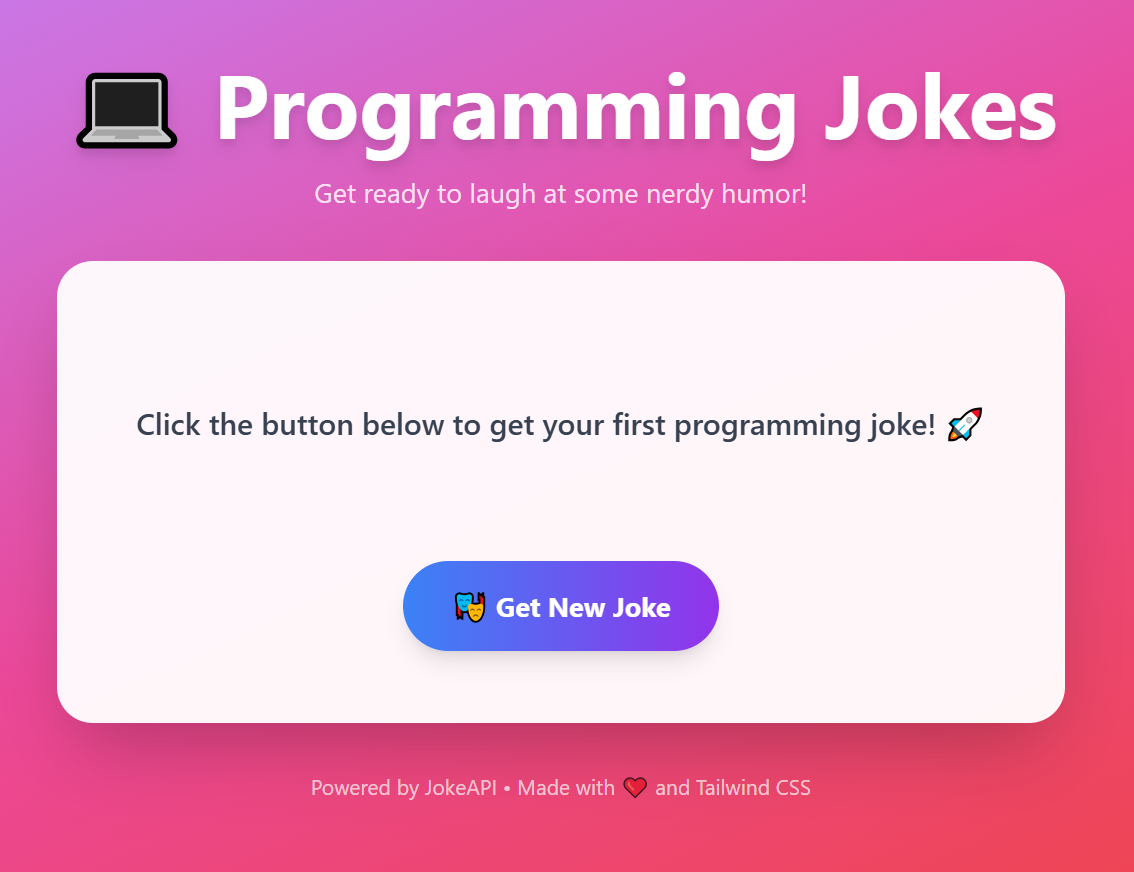 💻 Programming Jokes
Get ready to laugh at some nerdy humor!
Click the button below to get your first programming joke! 🚀
🎭 Get New Joke
Powered by JokeAPI • Made with ❤️ and Tailwind CSS